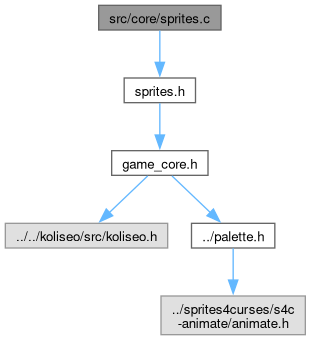 src/core/sprites.c
sprites.h
game_core.h
../../koliseo/src/koliseo.h
../palette.h
../sprites4curses/s4c
-animate/animate.h